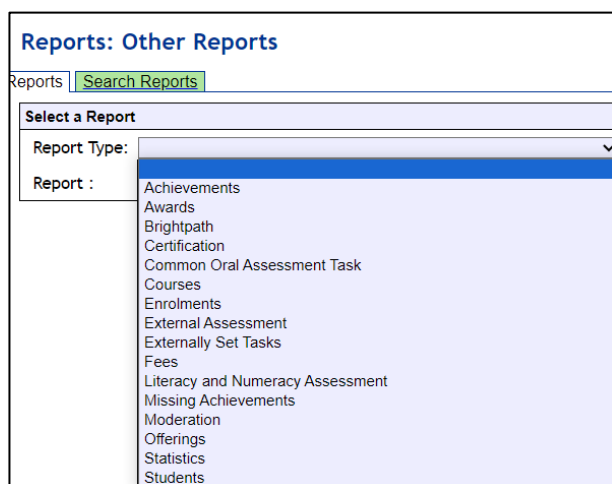 Reports: Other Reports
Reports Search Reports
Select a Report
Report Type:
Report :
Achievements
Awards
Brightpath
Certification
Common Oral Assessment Task
Courses
Enrolments
External Assessment
Externally Set Tasks
Fees
Literacy and Numeracy Assessment
Missing Achievements
Moderation
Offerings
Statistics
Students